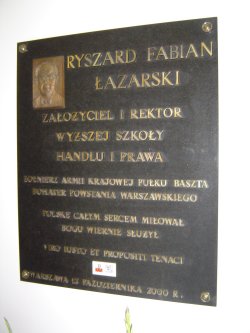 RYSZARD FABIAN
ŁAZARSKI
ZAŁOŻYCIEL I REKTOR
WYŻSZEJ SZKOŁY
HANDLU I PRAWA
ŻOŁNIERZ ARMII KRAJOWEJ PUŁKU BASZTA
BOHATER POWSTANIA WARSZAWSKIEGO
POLSKĘ CAŁYM SERCEM MIŁOWAŁ
BOGU WIERNIE SŁUŻYŁ
VIRO IUSTO ET PROPOSITI TENACI
WARSZAWA 12 PAŹDZIERNIKA 2000 R.